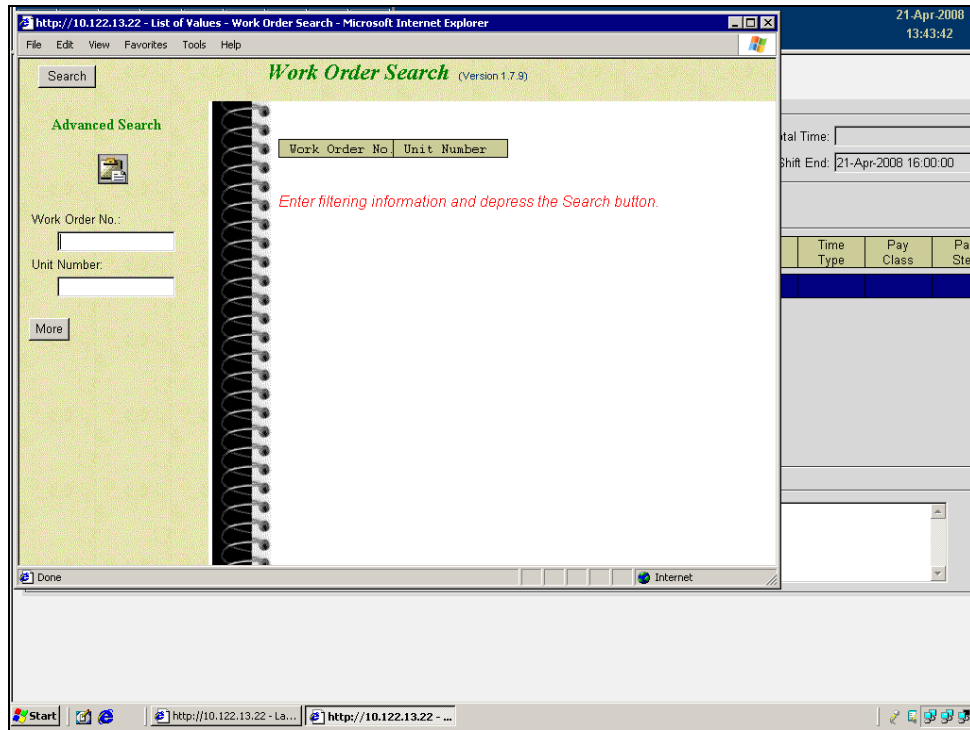 http://10.122.13.22 - List of Values - Work Order Search - Microsoft Internet Explorer
21-Apr-2008
13:43:42
File Edit View Favorites Tools Help
Search
Work Order Search (Version 1.7.9)
Advanced Search
Work Order No. Unit Number
Time:
Shift End: 21-Apr-2008 16:00:00
Enter filtering information and depress the Search button.
Work Order No.:
Unit Number:
Time Type
Pay Class
More
Done
Internet
Start
http://10.122.13.22 - La...
http://10.122.13.22 - ...